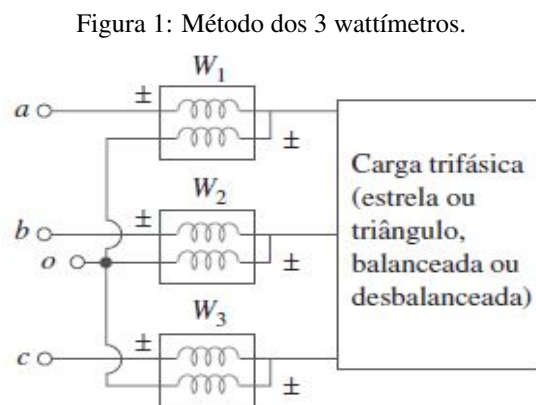 Figura 1: Método dos 3 wattímetros.
W1
a
±
±
Carga trifásica
(estrela ou
triângulo,
balanceada ou
desbalanceada)
W2
b
±
o
±
W3
c
±
±